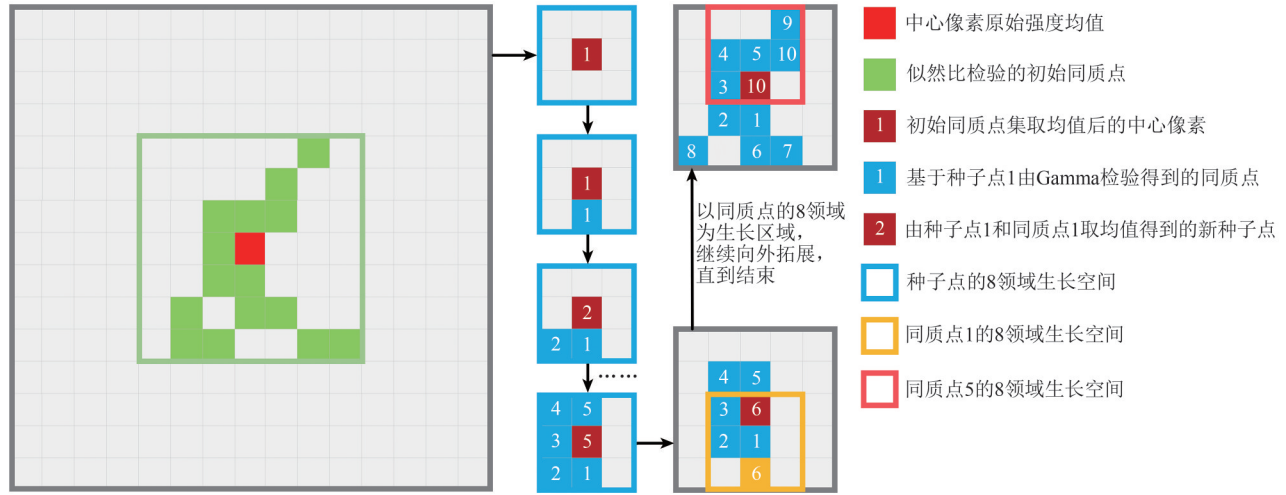 1
1
1
2
2 1
……
4 5
3 5
2 1
9
4 5 10
3 10
2 1
8 6 7
以同质点的8领域
为生长区域，
继续向外拓展，
直到结束
4 5
3 6
2 1
6
中心像素原始强度均值
似然比检验的初始同质点
1 初始同质点集取均值后的中心像素
1 基于种子点1由Gamma检验得到的同质点
2 由种子点1和同质点1取均值得到的新种子点
种子点的8领域生长空间
同质点1的8领域生长空间
同质点5的8领域生长空间